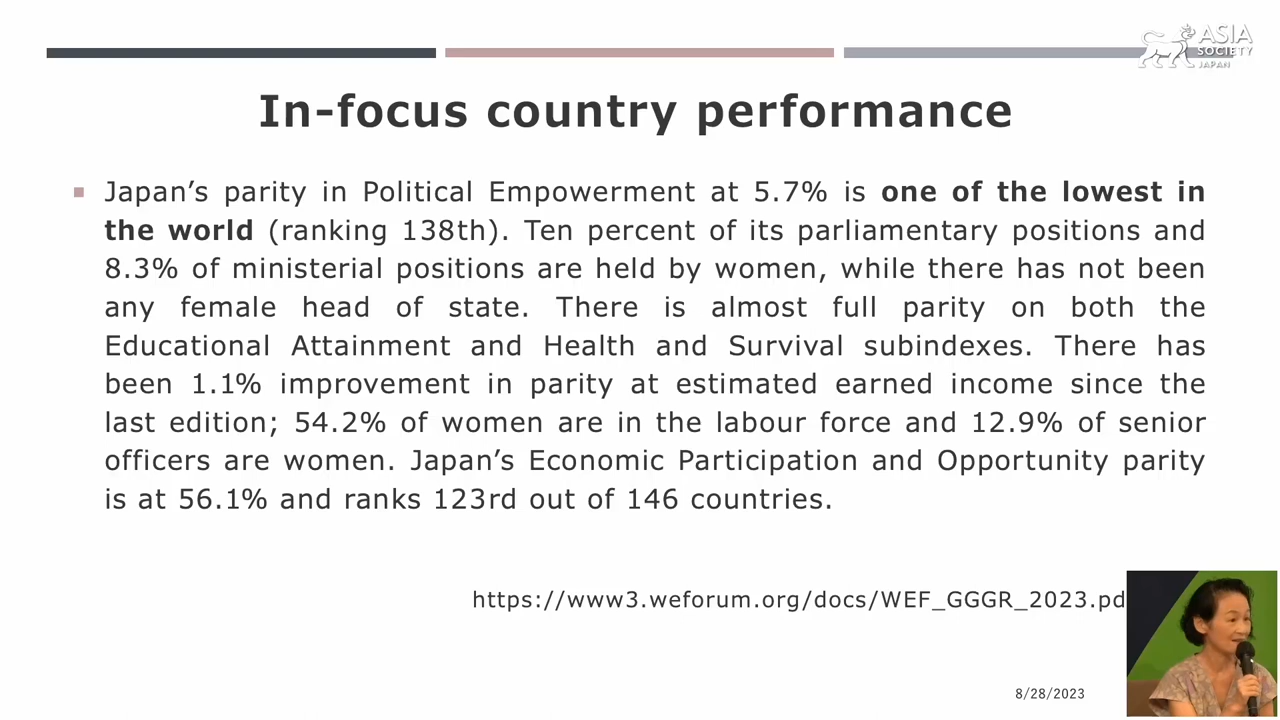 ASIA
SOCIETY
JAPAN
In-focus country performance
Japan’s parity in Political Empowerment at 5.7% is one of the lowest in
the world (ranking 138th). Ten percent of its parliamentary positions and
8.3% of ministerial positions are held by women, while there has not been
any female head of state. There is almost full parity on both the
Educational Attainment and Health and Survival subindexes. There has
been 1.1% improvement in parity at estimated earned income since the
last edition; 54.2% of women are in the labour force and 12.9% of senior
officers are women. Japan’s Economic Participation and Opportunity parity
is at 56.1% and ranks 123rd out of 146 countries.
https://www3.weforum.org/docs/WEF_GGGR_2023.pd
8/28/2023